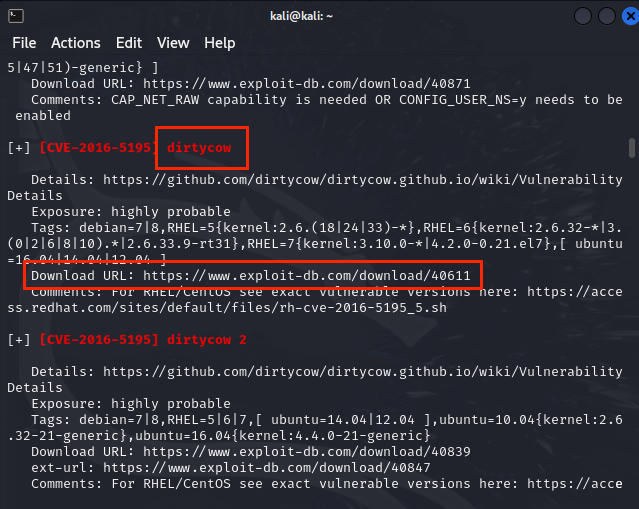 kali@kali: ~
File Actions Edit View Help
5|47|51)-generic} ]
Download URL: https://www.exploit-db.com/download/40871
Comments: CAP_NET_RAW capability is needed OR CONFIG_USER_NS=y needs to be
enabled
[+] [CVE-2016-5195] dirtycow
Details: https://github.com/dirtycow/dirtycow.github.io/wiki/Vulnerability
Details
Exposure: highly probable
Tags: debian=7|8,RHEL=5{kernel:2.6.(18|24|33)-*},RHEL=6{kernel:2.6.32-*|3.
(0|2|6|8|10).*|2.6.33.9-rt31},RHEL=7{kernel:3.10.0-*|4.2.0-0.21.el7},[ ubuntu
=16.04|14.04|12.04 ]
Download URL: https://www.exploit-db.com/download/40611
Comments: For RHEL/CentOS see exact vulnerable versions here: https://acce
ss.redhat.com/sites/default/files/rh-cve-2016-5195_5.sh
[+] [CVE-2016-5195] dirtycow 2
Details: https://github.com/dirtycow/dirtycow.github.io/wiki/Vulnerability
Details
Exposure: highly probable
Tags: debian=7|8,RHEL=5|6|7,[ ubuntu=14.04|12.04 ],ubuntu=10.04{kernel:2.6
.32-21-generic},ubuntu=16.04{kernel:4.4.0-21-generic}
Download URL: https://www.exploit-db.com/download/40839
ext-url: https://www.exploit-db.com/download/40847
Comments: For RHEL/CentOS see exact vulnerable versions here: https://acce